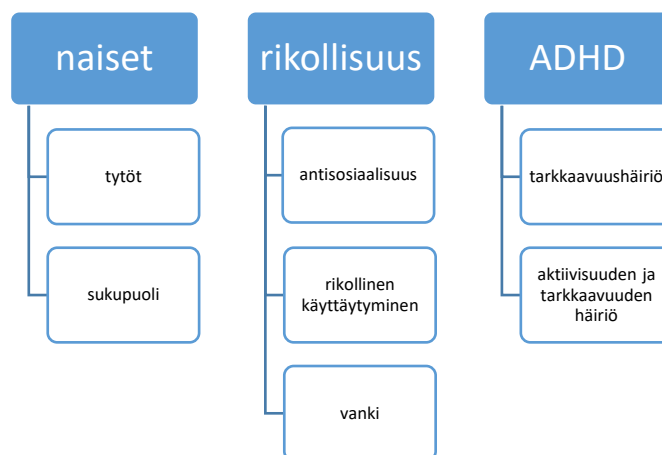 naiset
tytöt
sukupuoli
rikollisuus
antisosiaalisuus
rikollinen
käyttäytyminen
vanki
ADHD
tarkkaavuushäiriö
aktiivisuuden ja
tarkkaavuuden
häiriö